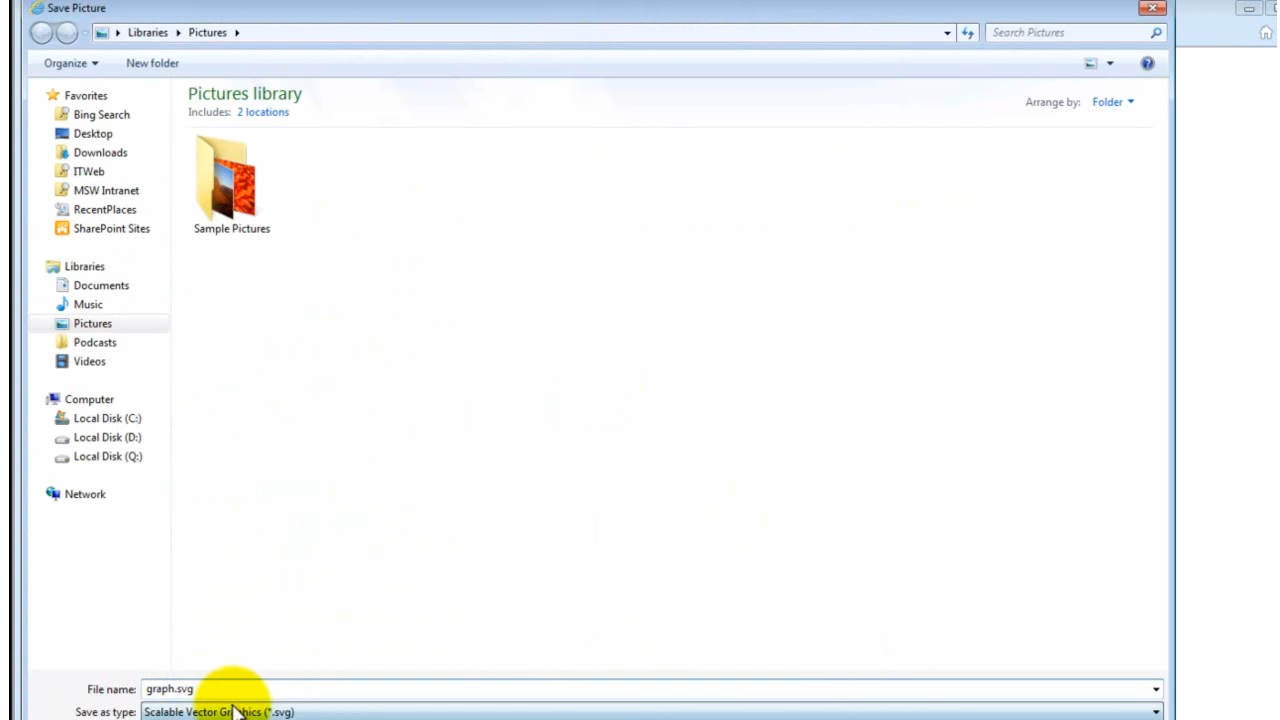 Save Picture
Libraries Pictures
Search Pictures
Organize
New folder
Pictures library
Includes: 2 locations
Arrange by: Folder
Favorites
Bing Search
Desktop
Downloads
ITWeb
MSW Intranet
RecentPlaces
SharePoint Sites
Libraries
Documents
Music
Pictures
Podcasts
Videos
Computer
Local Disk (C:)
Local Disk (D:)
Local Disk (Q:)
Network
Sample Pictures
File name: graph.svg
Save as type: Scalable Vector Graphics (*.svg)